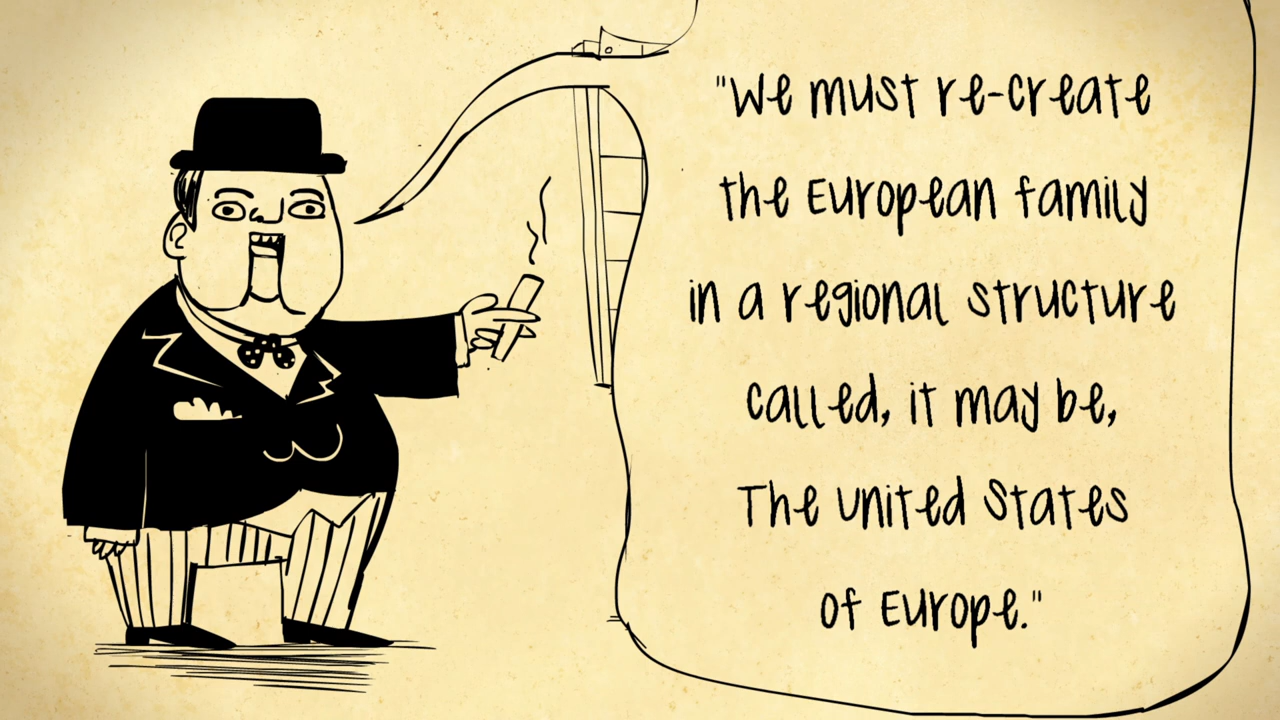 "We must re-create
the European family
in a regional structure
called, it may be,
The United States
of Europe."